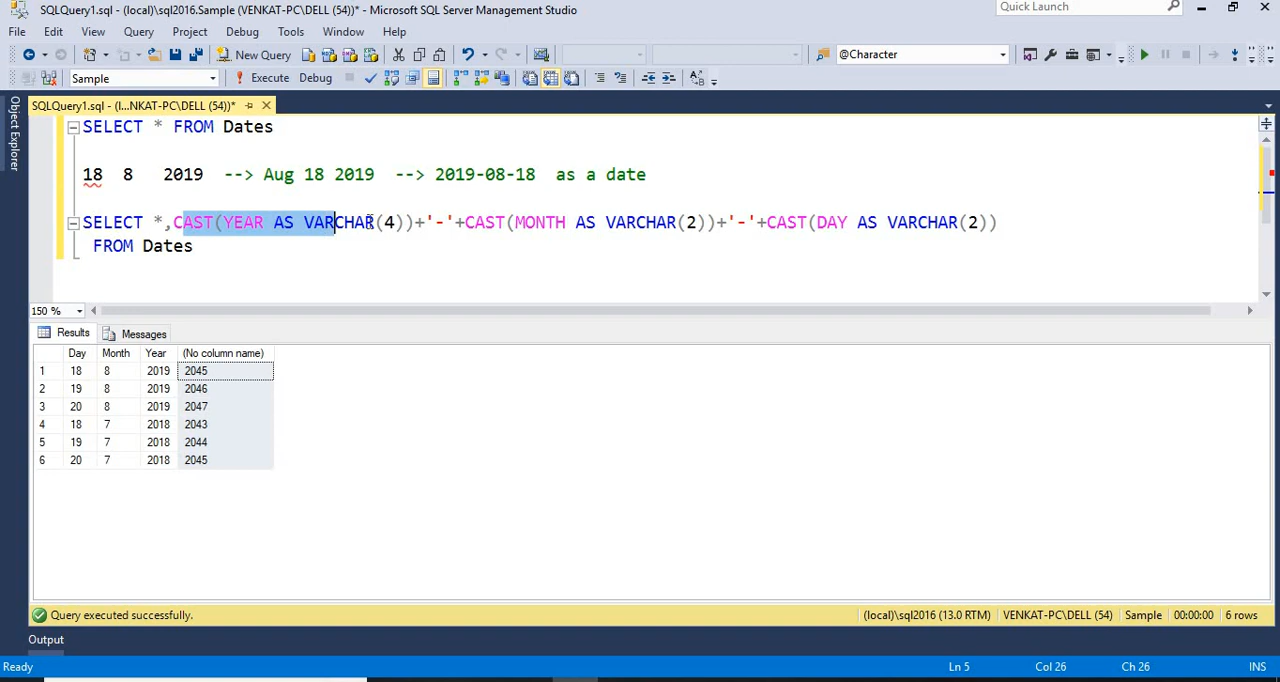 SQLQuery1.sql - (local)\sql2016.Sample (VENKAT-PC\DELL (54))* - Microsoft SQL Server Management Studio
Quick Launch
File Edit View Query Project Debug Tools Window Help
New Query @Character
Sample Execute Debug
Object Explorer
SQLQuery1.sql - (l...NKAT-PC\DELL (54))*
SELECT * FROM Dates
18 8 2019 --> Aug 18 2019 --> 2019-08-18 as a date
SELECT *,CAST(YEAR AS VARCHAR(4))+'-'+CAST(MONTH AS VARCHAR(2))+'-'+CAST(DAY AS VARCHAR(2))
FROM Dates
150 %
Results Messages
Day Month Year (No column name)
1 18 8 2019 2045
2 19 8 2019 2046
3 20 8 2019 2047
4 18 7 2018 2043
5 19 7 2018 2044
6 20 7 2018 2045
Query executed successfully. (local)\sql2016 (13.0 RTM) VENKAT-PC\DELL (54) Sample 00:00:00 6 rows
Output
Ready Ln 5 Col 26 Ch 26 INS